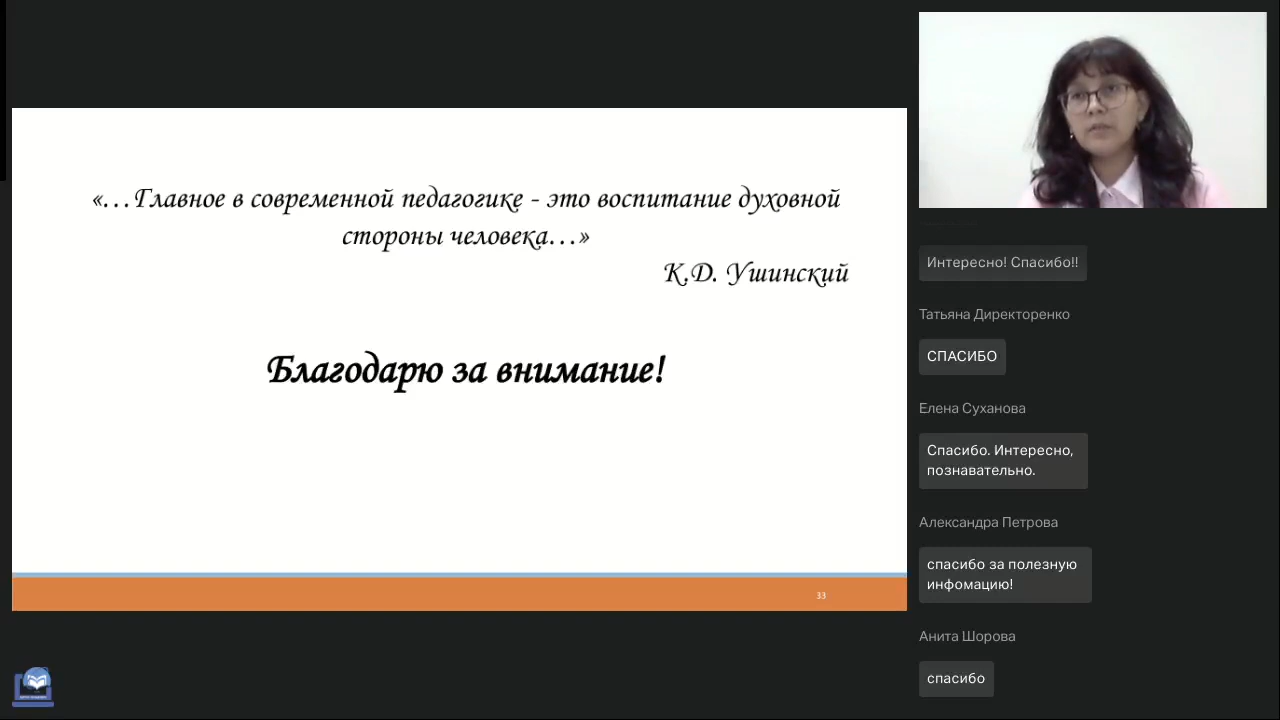 «…Главное в современной педагогике - это воспитание духовной
стороны человека…»
К.Д. Ушинский
Благодарю за внимание!
33
Интересно! Спасибо!!
Татьяна Директоренко
СПАСИБО
Елена Суханова
Спасибо. Интересно,
познавательно.
Александра Петрова
спасибо за полезную
инфомацию!
Анита Шорова
спасибо